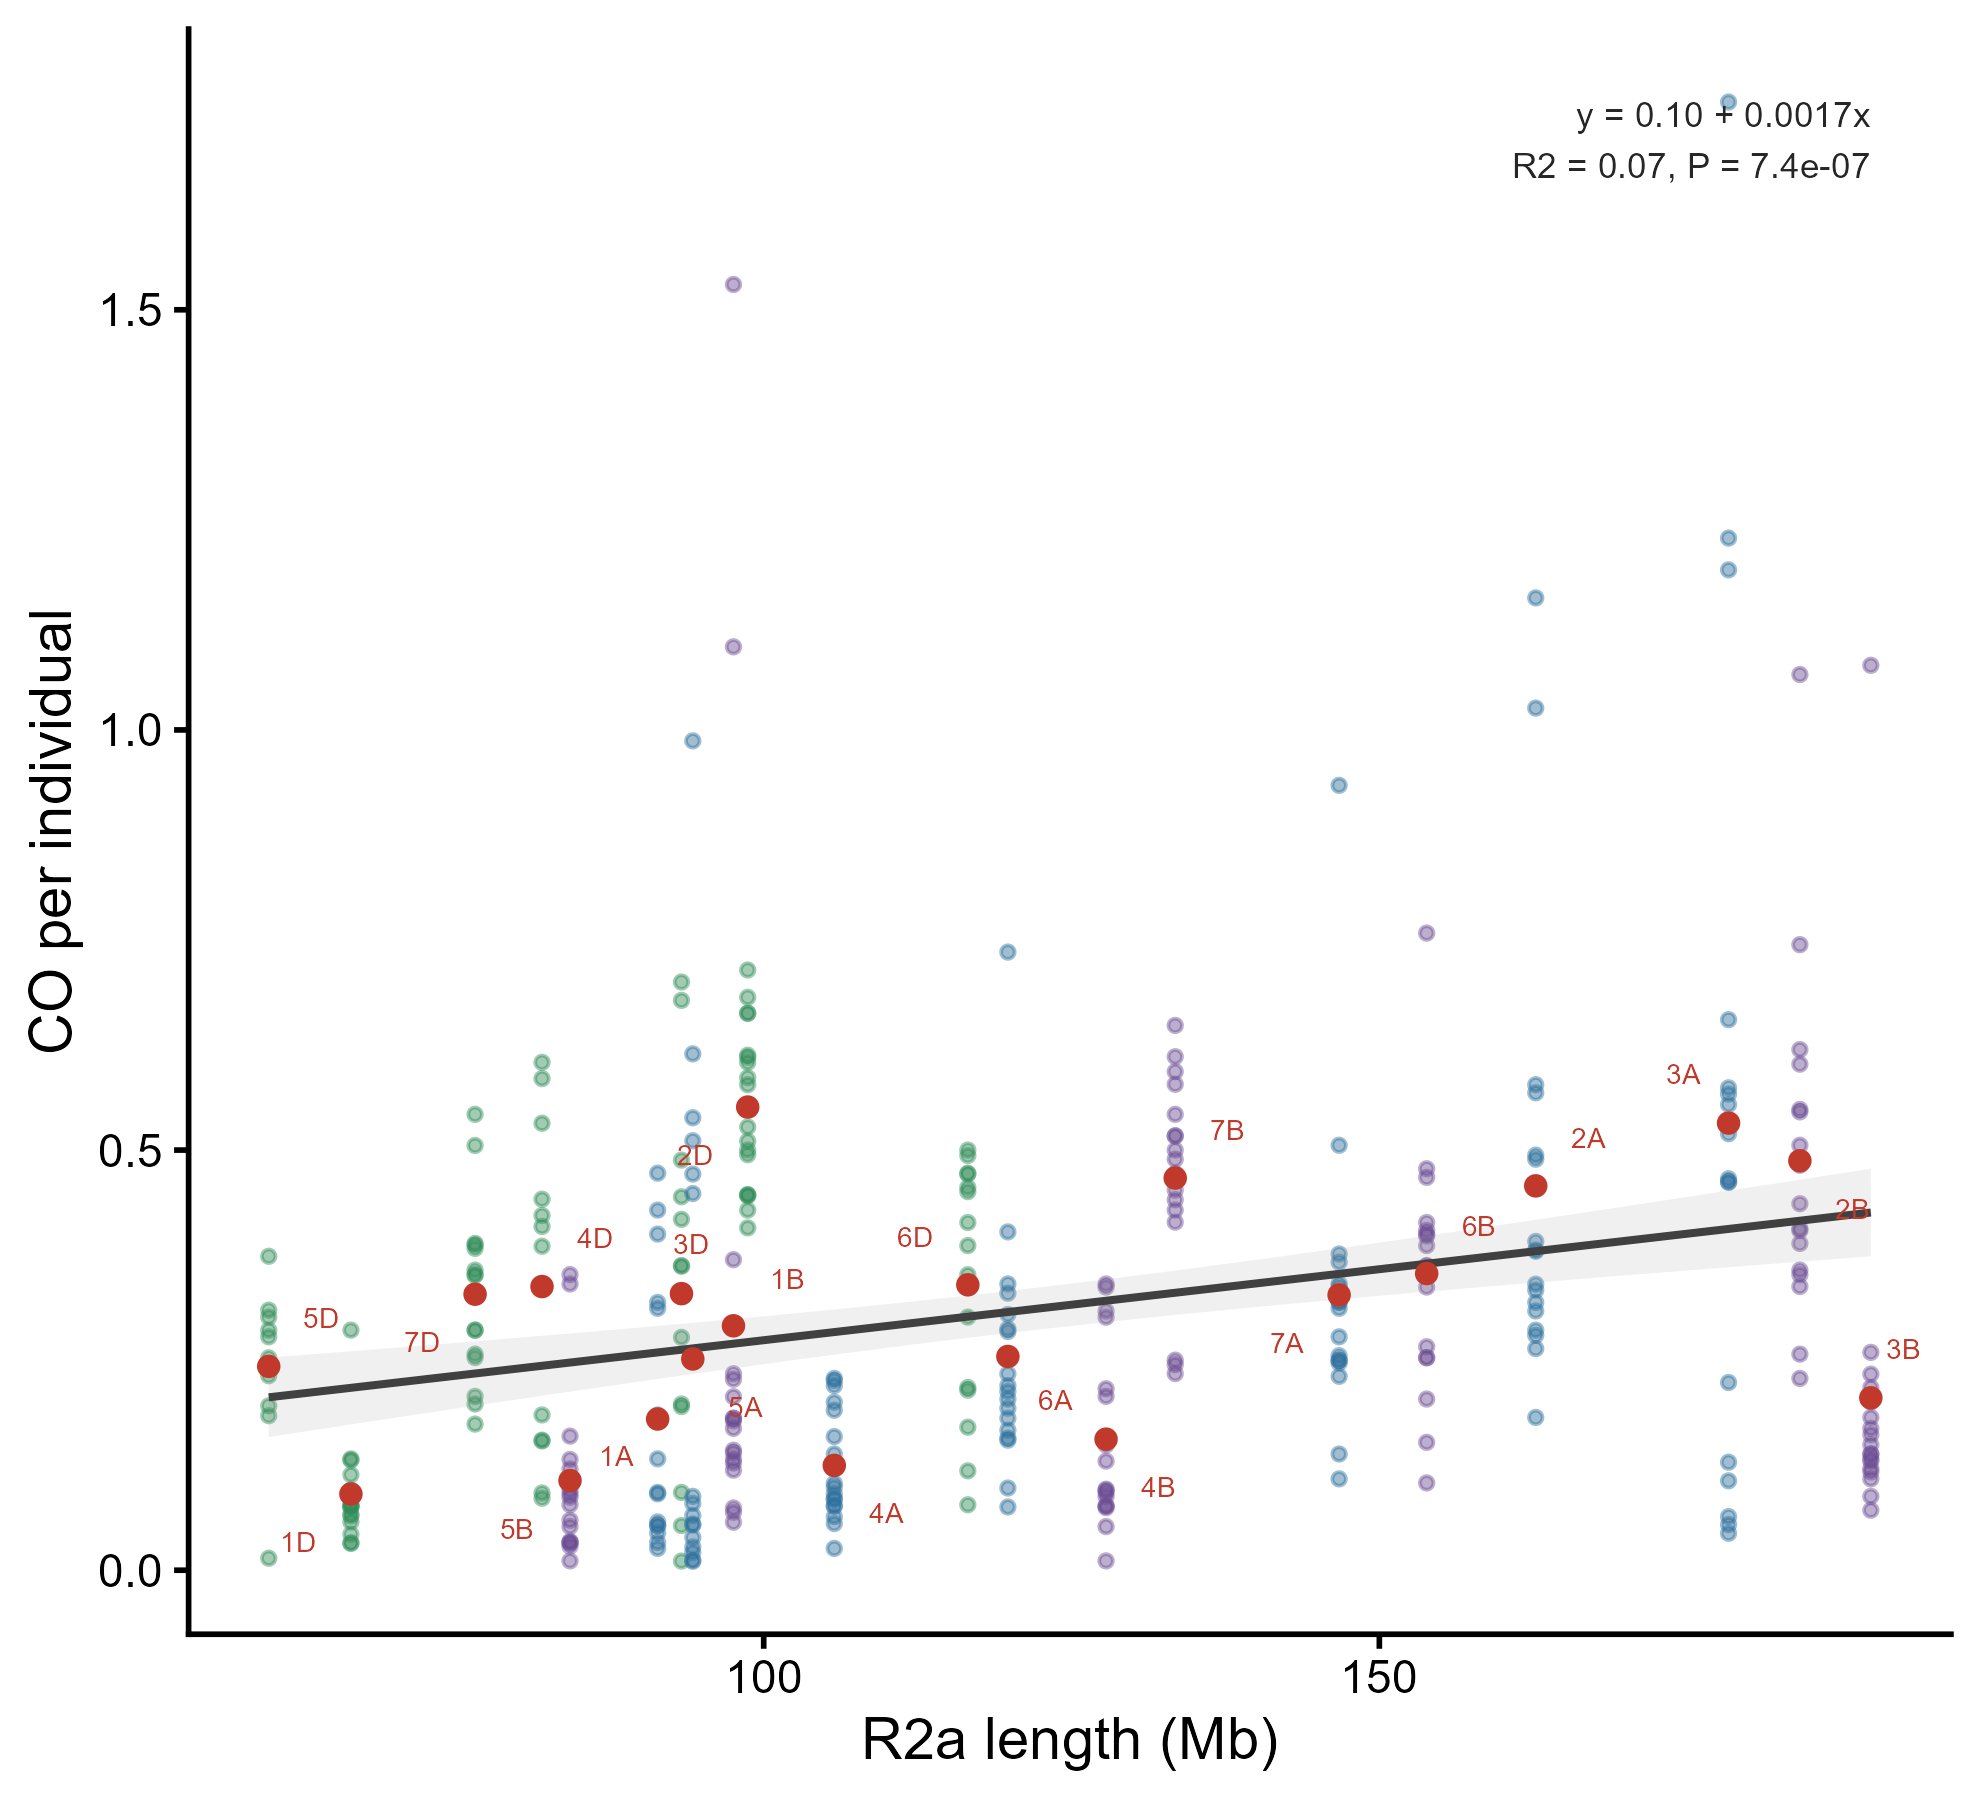 y = 0.10 + 0.0017x
R2 = 0.07, P = 7.4e-07
1.5
1.0
0.5
0.0
CO per individual
3A
7B
2A
2D
2B
6B
4D
3D
6D
1B
5D
7D
7A
3B
5A
6A
1A
4B
4A
5B
1D
100
150
R2a length (Mb)